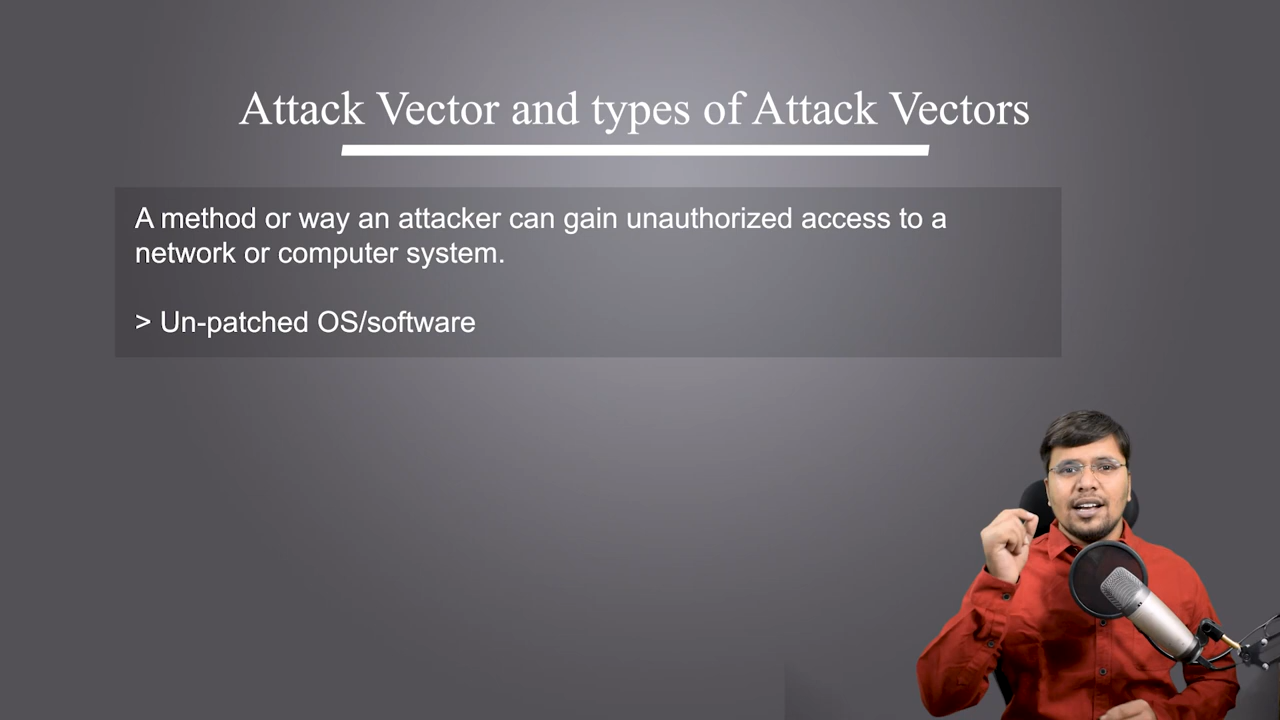 Attack Vector and types of Attack Vectors
A method or way an attacker can gain unauthorized access to a
network or computer system.
> Un-patched OS/software